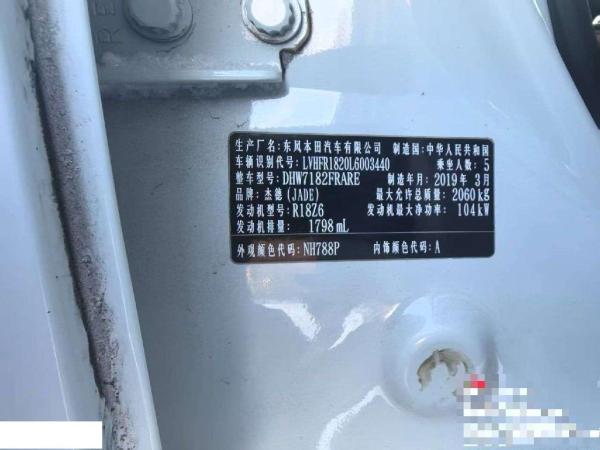 RE
生产厂名:东风本田汽车有限公司 制造国:中华人民共和国
车辆识别代号:LVHFR1820L6003440 乘坐人数:5
整车型号:DHW7182FRARE 制造年月:2019年3月
品牌:杰德(JADE) 最大允许总质量:2060kg
发动机型号:R18Z6 发动机最大净功率:104kW
发动机排量:1798mL
外观颜色代码:NH788P 内饰颜色代码:A